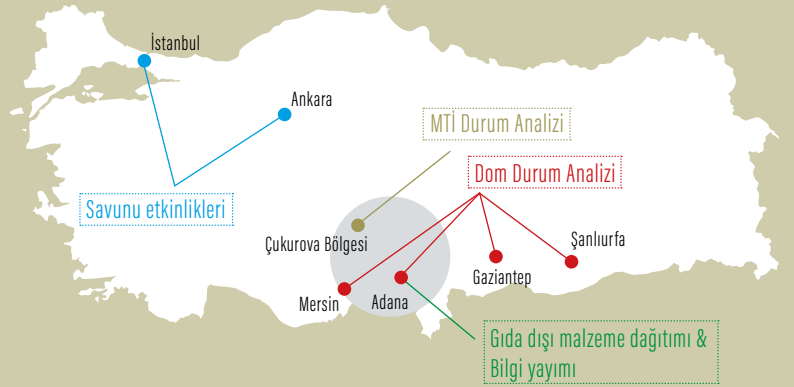 İstanbul
Ankara
MTİ Durum Analizi
Dom Durum Analizi
Savunu etkinlikleri
Çukurova Bölgesi
Şanlıurfa
Gaziantep
Mersin
Adana
Gıda dışı malzeme dağıtımı &
Bilgi yayımı